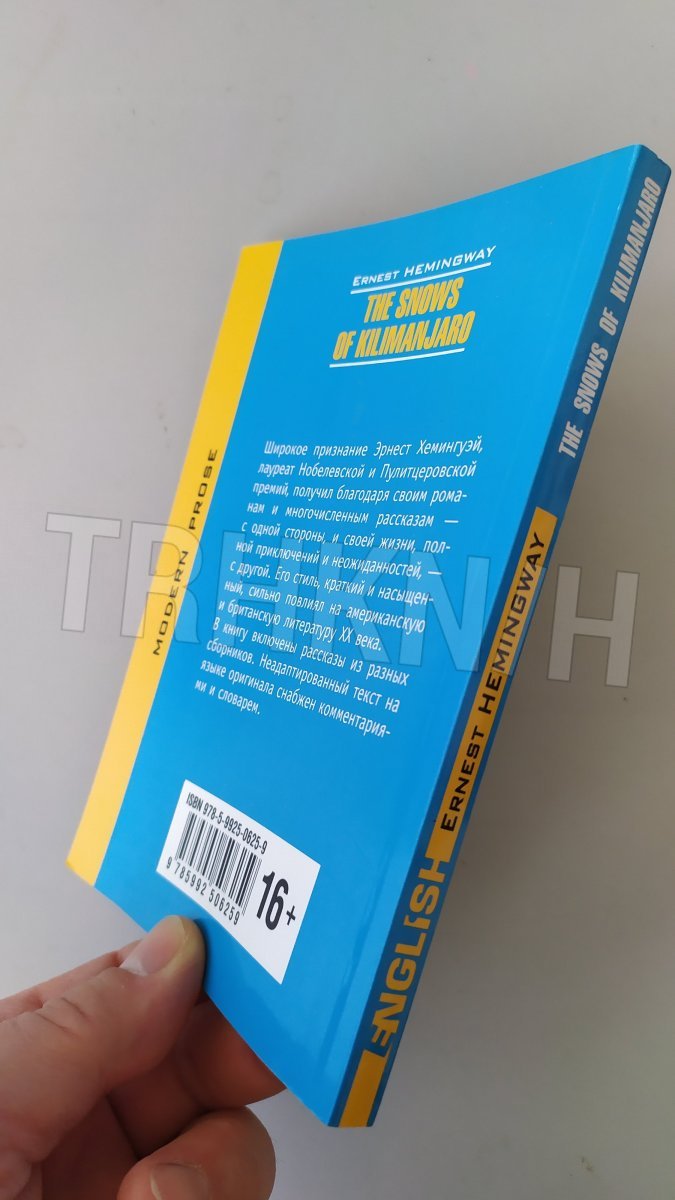 ERNEST HEMINGWAY
THE SNOWS
OF KILIMANJARO
Широкое признание Эрнест Хемингуэй,
лауреат Нобелевской и Пулитцеровской
премий, получил благодаря своим рома-
нам и многочисленным рассказам —
с одной стороны, и своей жизни, пол-
ной приключений и неожиданностей, —
с другой. Его стиль, краткий и насыщен-
ный, сильно повлиял на американскую
и британскую литературу XX века.
В книгу включены рассказы из разных
сборников. Неадаптированный текст на
языке оригинала снабжен комментария-
ми и словарем.
MODERN PROSE
ISBN 978-5-9925-0625-9
9 785992 506259
16+
THE SNOWS OF KILIMANJARO
ERNEST HEMINGWAY
ENGLISH
TRHKNIH